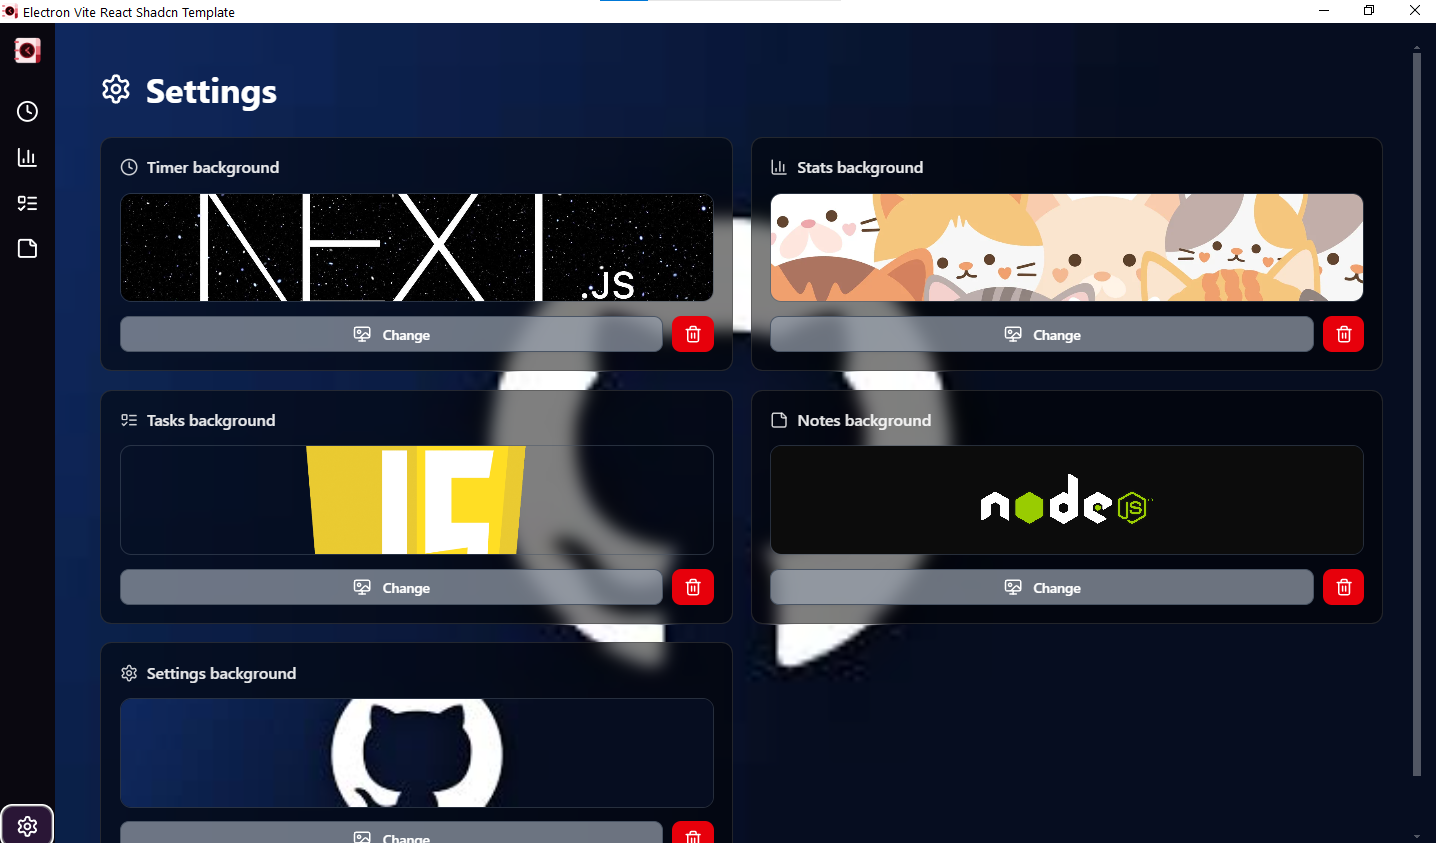 Electron Vite React Shadcn Template
Settings
Timer background
NEXT
.JS
Change
Stats background
Change
Tasks background
JS
Change
Notes background
node
JS
Change
Settings background
Change